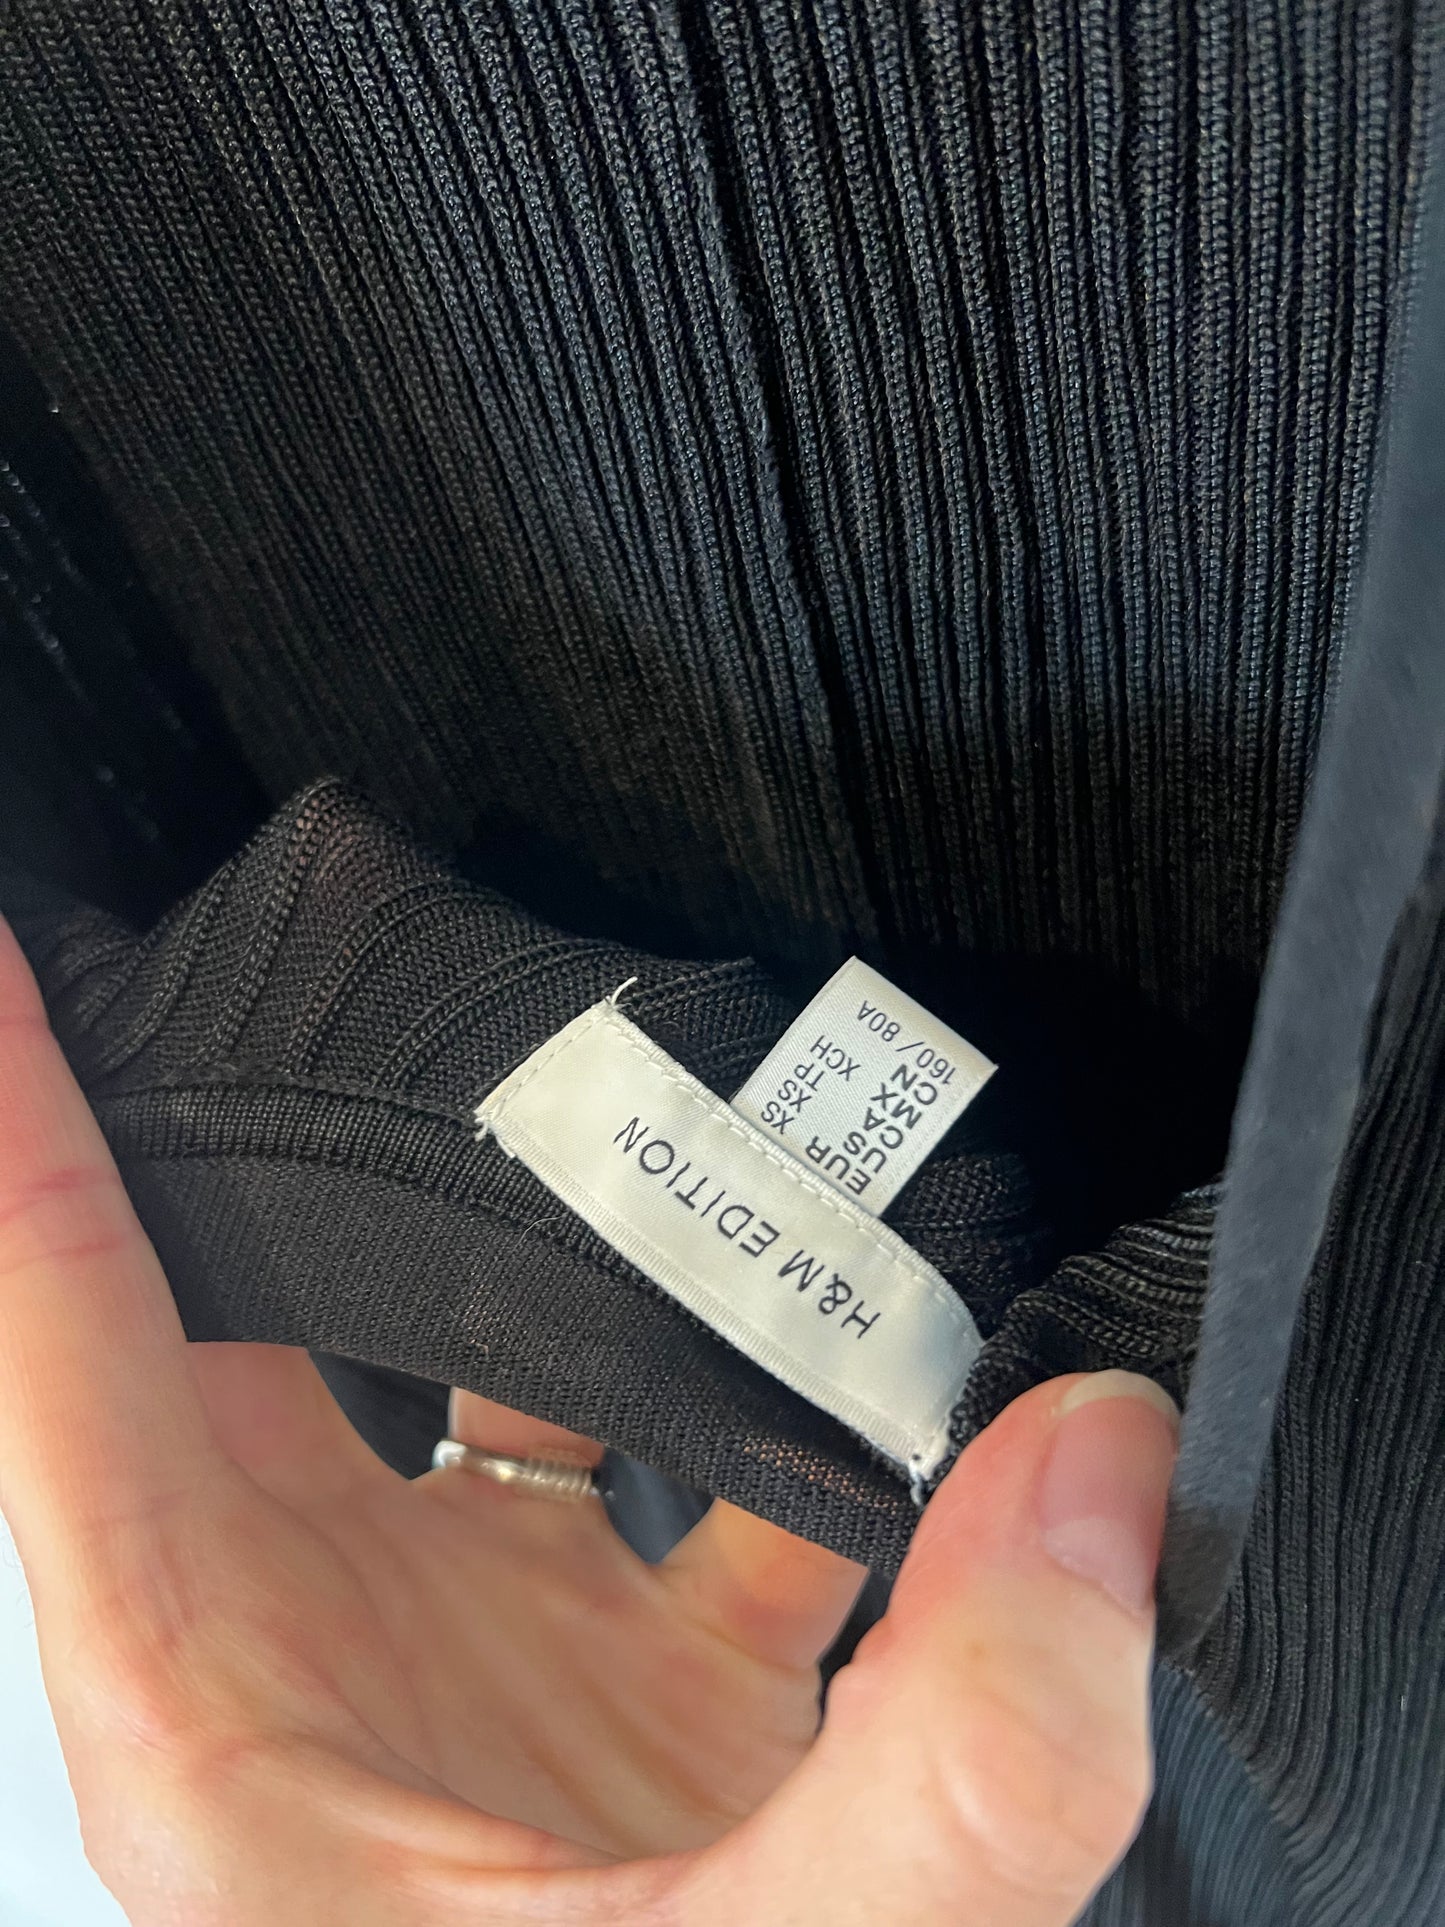 H&M EDITION
EUR XS
US XS
CA TP
MX XCH
CN
160 / 80A